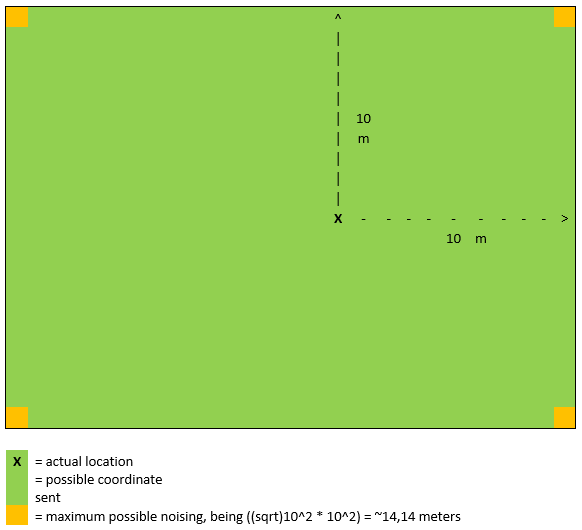 ^
|
|
|
|
| 10
| m
|
|
|
X - - - - - - - - - >
10 m
X = actual location
= possible coordinate
sent
= maximum possible noising, being ((sqrt)10^2 * 10^2) = ~14,14 meters